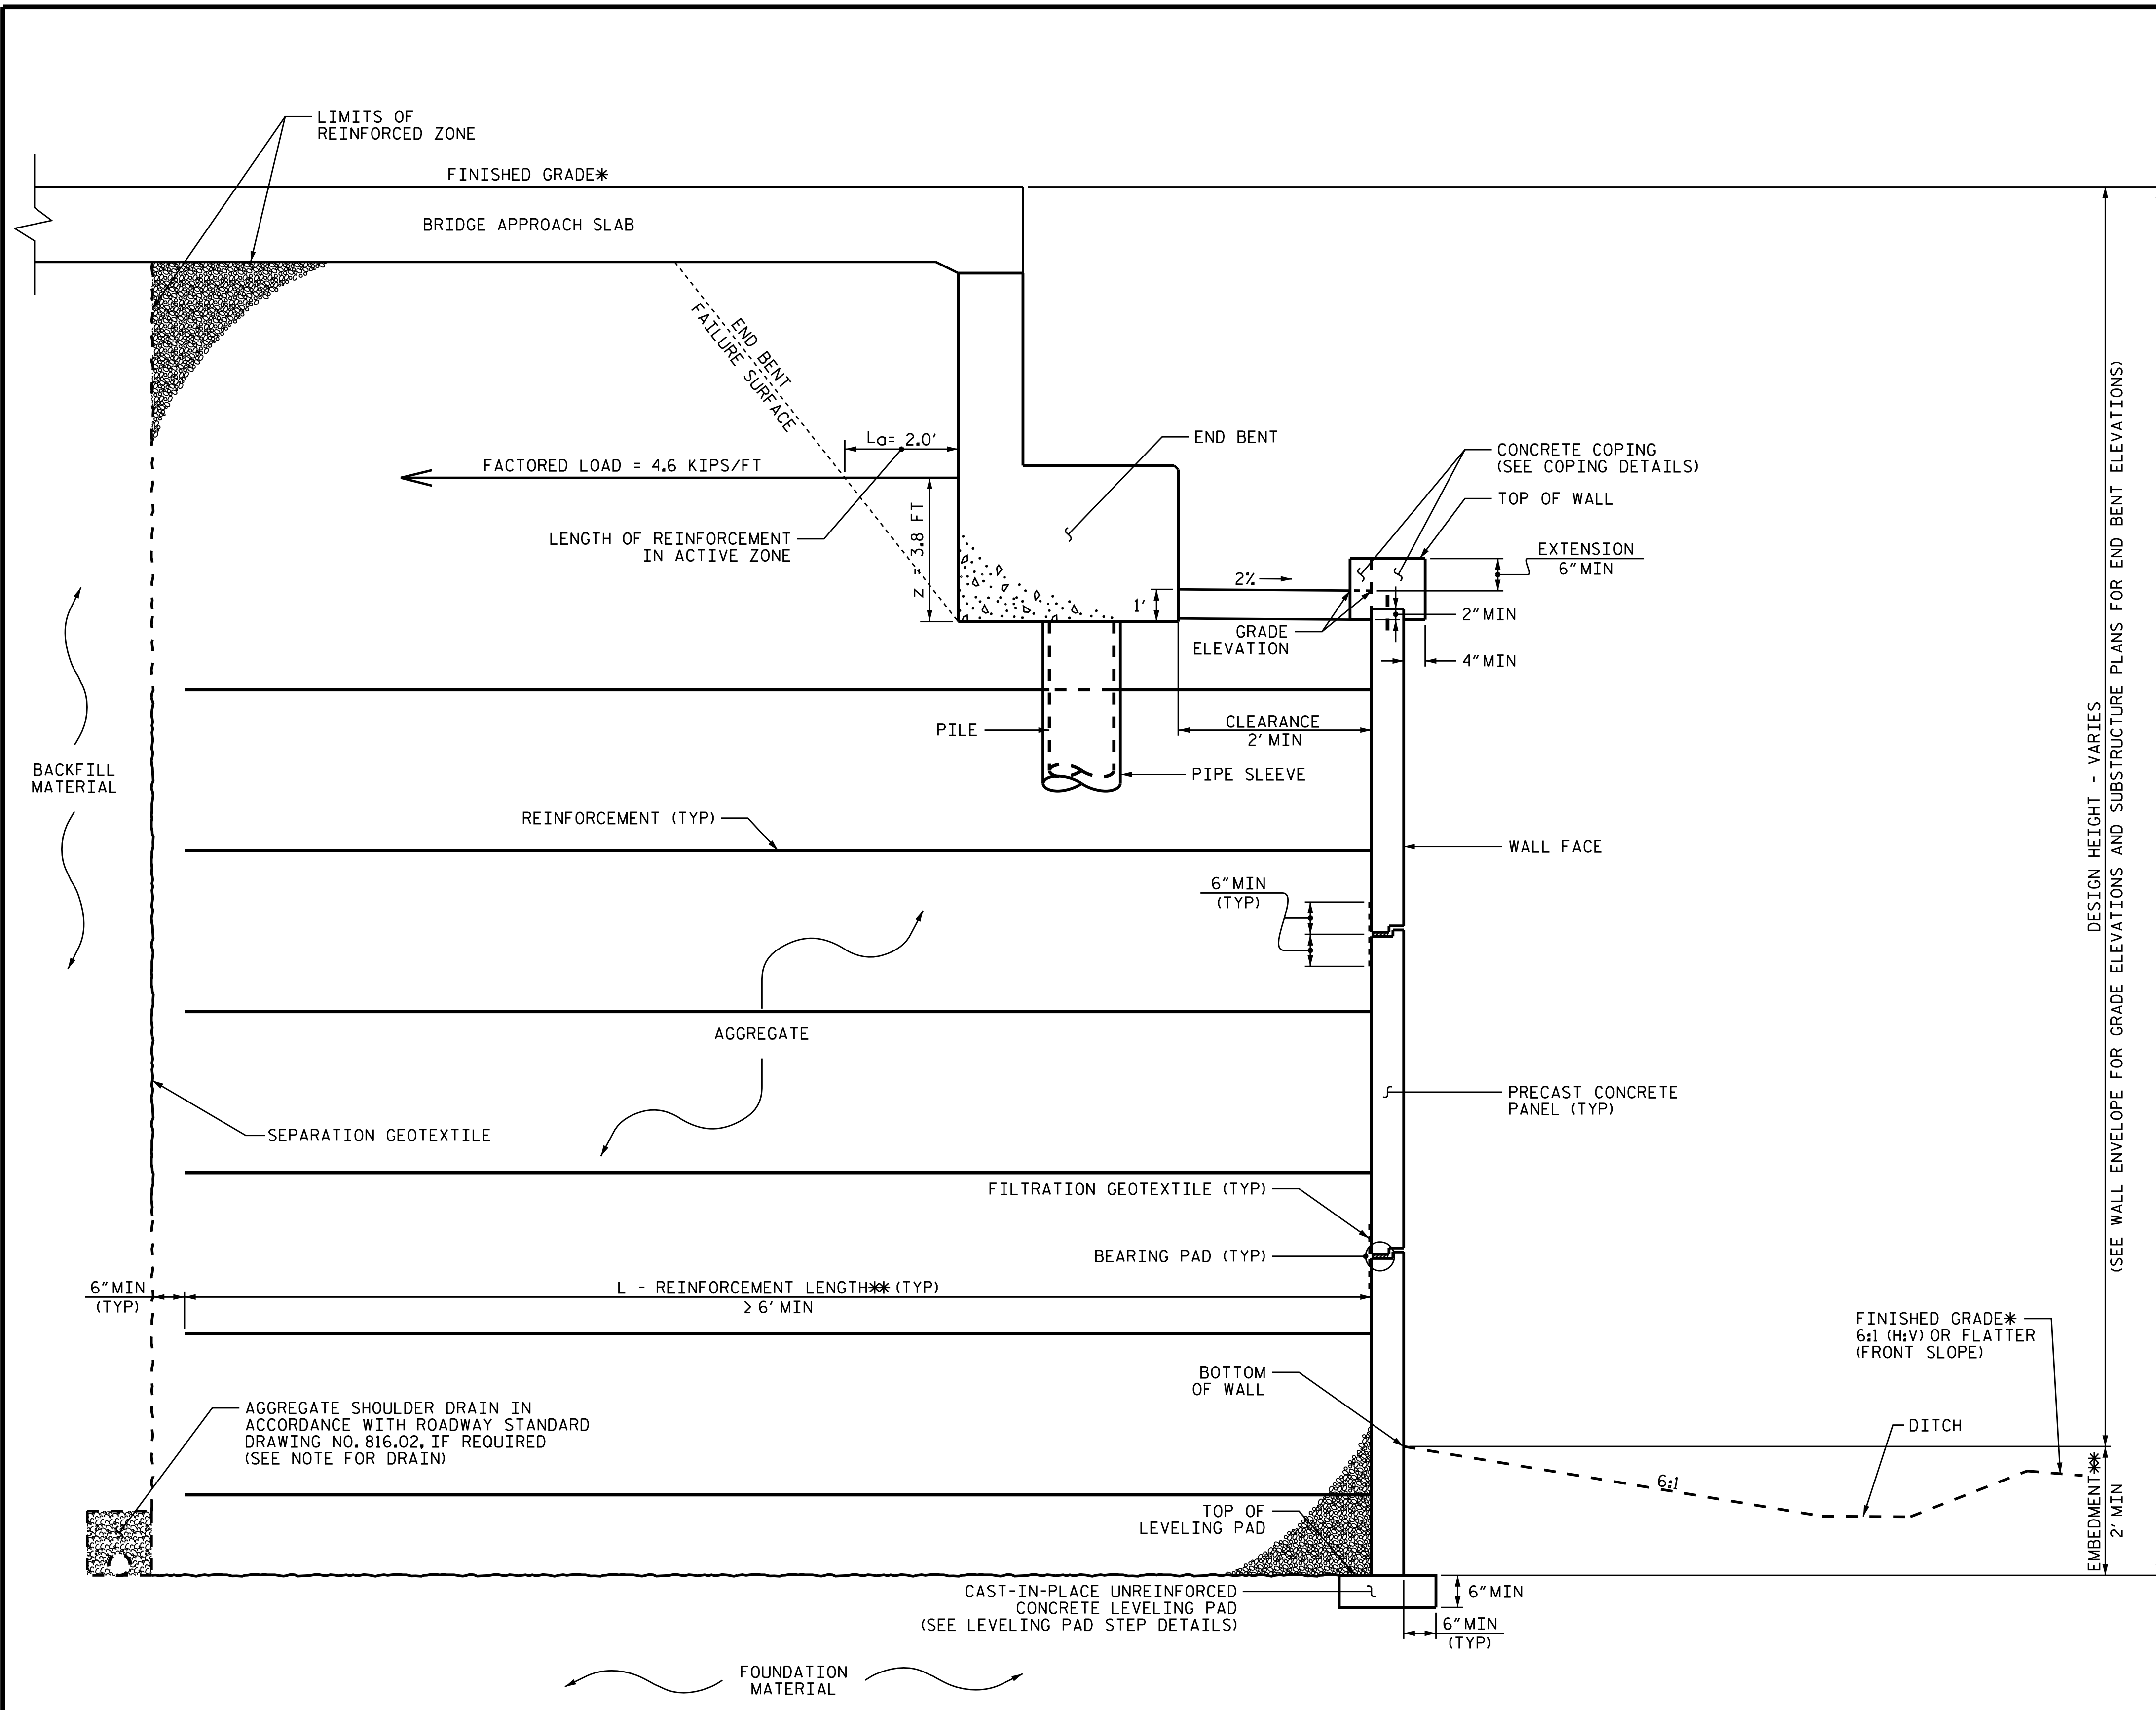 LIMITS OF
REINFORCED ZONE
FINISHED GRADE*
BRIDGE APPROACH SLAB
END BENT
FAILURE SURFACE
La= 2.0'
FACTORED LOAD = 4.6 KIPS/FT
LENGTH OF REINFORCEMENT
IN ACTIVE ZONE
z = 3.8 FT
END BENT
CONCRETE COPING
(SEE COPING DETAILS)
TOP OF WALL
EXTENSION
6" MIN
2%
1'
2" MIN
GRADE
ELEVATION
4" MIN
PILE
CLEARANCE
2' MIN
PIPE SLEEVE
BACKFILL
MATERIAL
REINFORCEMENT (TYP)
WALL FACE
6" MIN
(TYP)
AGGREGATE
PRECAST CONCRETE
PANEL (TYP)
SEPARATION GEOTEXTILE
FILTRATION GEOTEXTILE (TYP)
BEARING PAD (TYP)
6" MIN
(TYP)
L - REINFORCEMENT LENGTH** (TYP)
≥ 6' MIN
FINISHED GRADE*
6:1 (H:V) OR FLATTER
(FRONT SLOPE)
BOTTOM
OF WALL
AGGREGATE SHOULDER DRAIN IN
ACCORDANCE WITH ROADWAY STANDARD
DRAWING NO. 816.02, IF REQUIRED
(SEE NOTE FOR DRAIN)
DITCH
6:1
TOP OF
LEVELING PAD
CAST-IN-PLACE UNREINFORCED
CONCRETE LEVELING PAD
(SEE LEVELING PAD STEP DETAILS)
6" MIN
6" MIN
(TYP)
FOUNDATION
MATERIAL
DESIGN HEIGHT - VARIES
(SEE WALL ENVELOPE FOR GRADE ELEVATIONS AND SUBSTRUCTURE PLANS FOR END BENT ELEVATIONS)
EMBEDMENT**
2' MIN